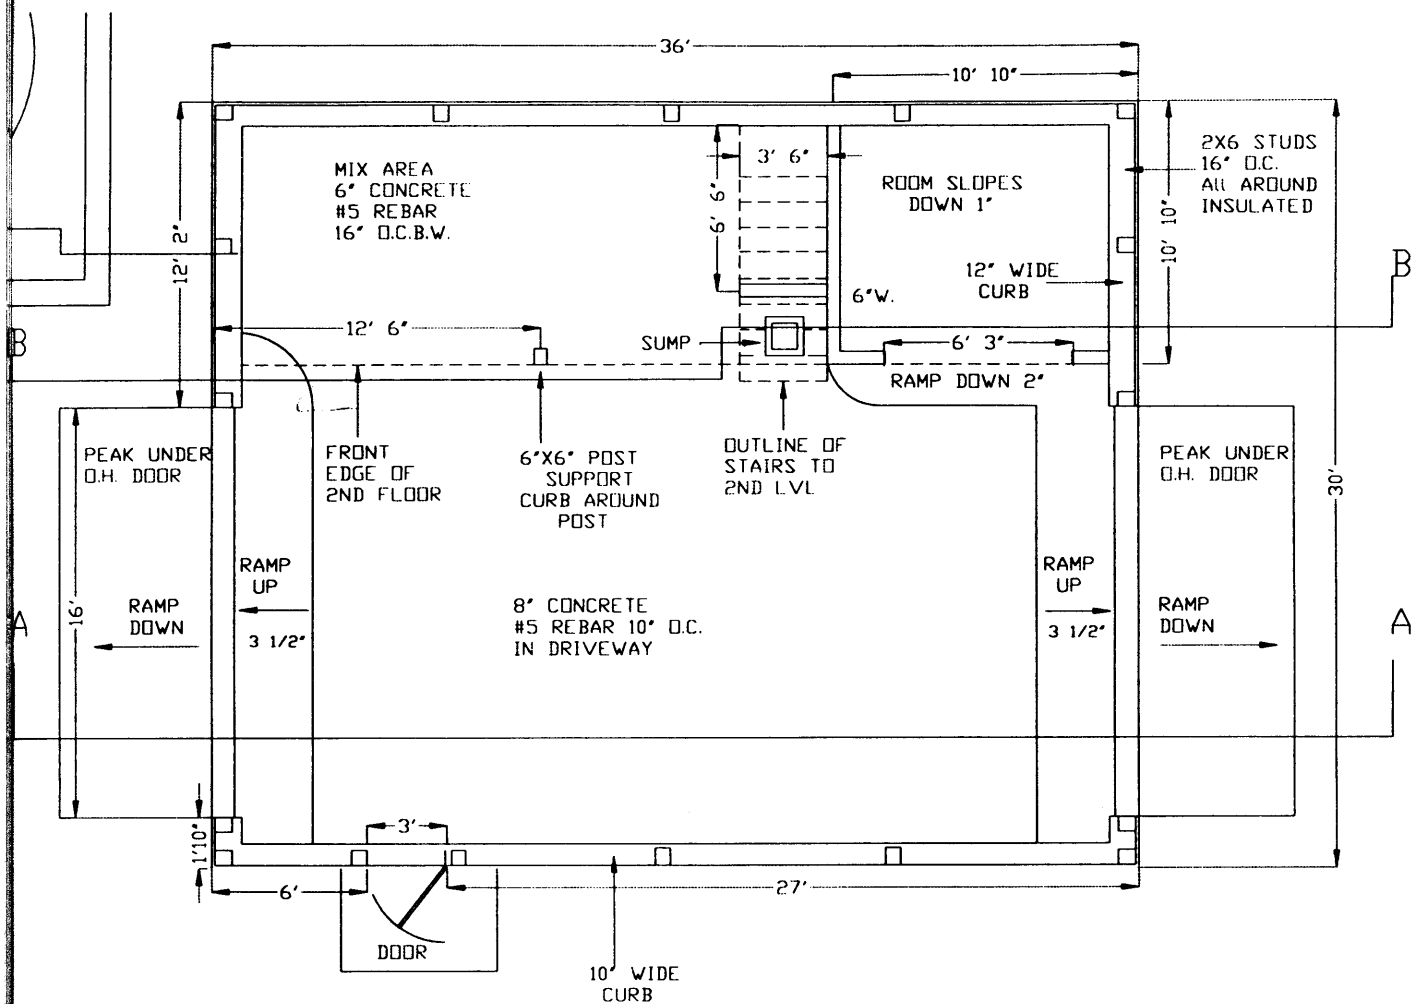 36'
10' 10"
MIX AREA
6" CONCRETE
#5 REBAR
16" O.C.B.W.
3' 6"
6' 6"
ROOM SLOPES
DOWN 1"
2X6 STUDS
16" O.C.
All AROUND
INSULATED
12' 2"
10' 10"
12" WIDE
CURB
B
6"W.
12' 6"
SUMP
6' 3"
B
RAMP DOWN 2"
PEAK UNDER
O.H. DOOR
FRONT
EDGE OF
2ND FLOOR
6"X6" POST
SUPPORT
CURB AROUND
POST
OUTLINE OF
STAIRS TO
2ND LVL
PEAK UNDER
O.H. DOOR
30'
RAMP
UP
3 1/2"
RAMP
UP
3 1/2"
16'
RAMP
DOWN
8" CONCRETE
#5 REBAR 10" O.C.
IN DRIVEWAY
RAMP
DOWN
A
A
1'10"
3'
6'
27'
DOOR
10" WIDE
CURB